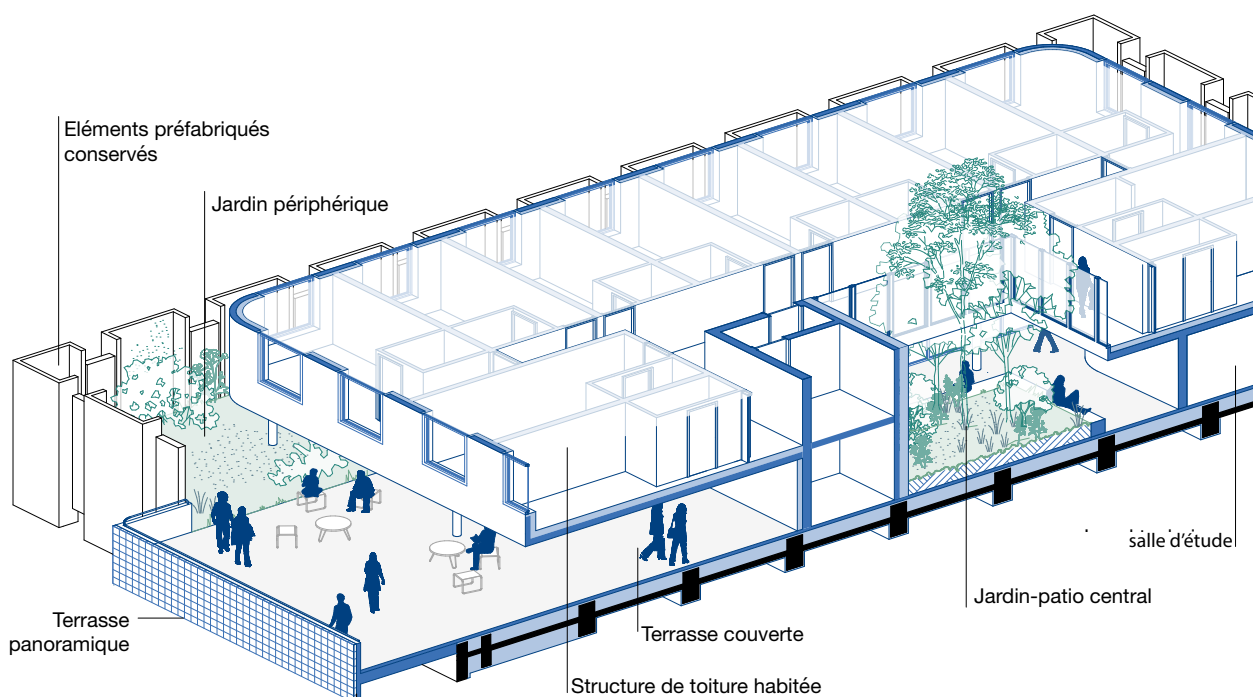 Eléments préfabriqués
conservés
Jardin périphérique
salle d'étude
Jardin-patio central
Terrasse
panoramique
Terrasse couverte
Structure de toiture habitée